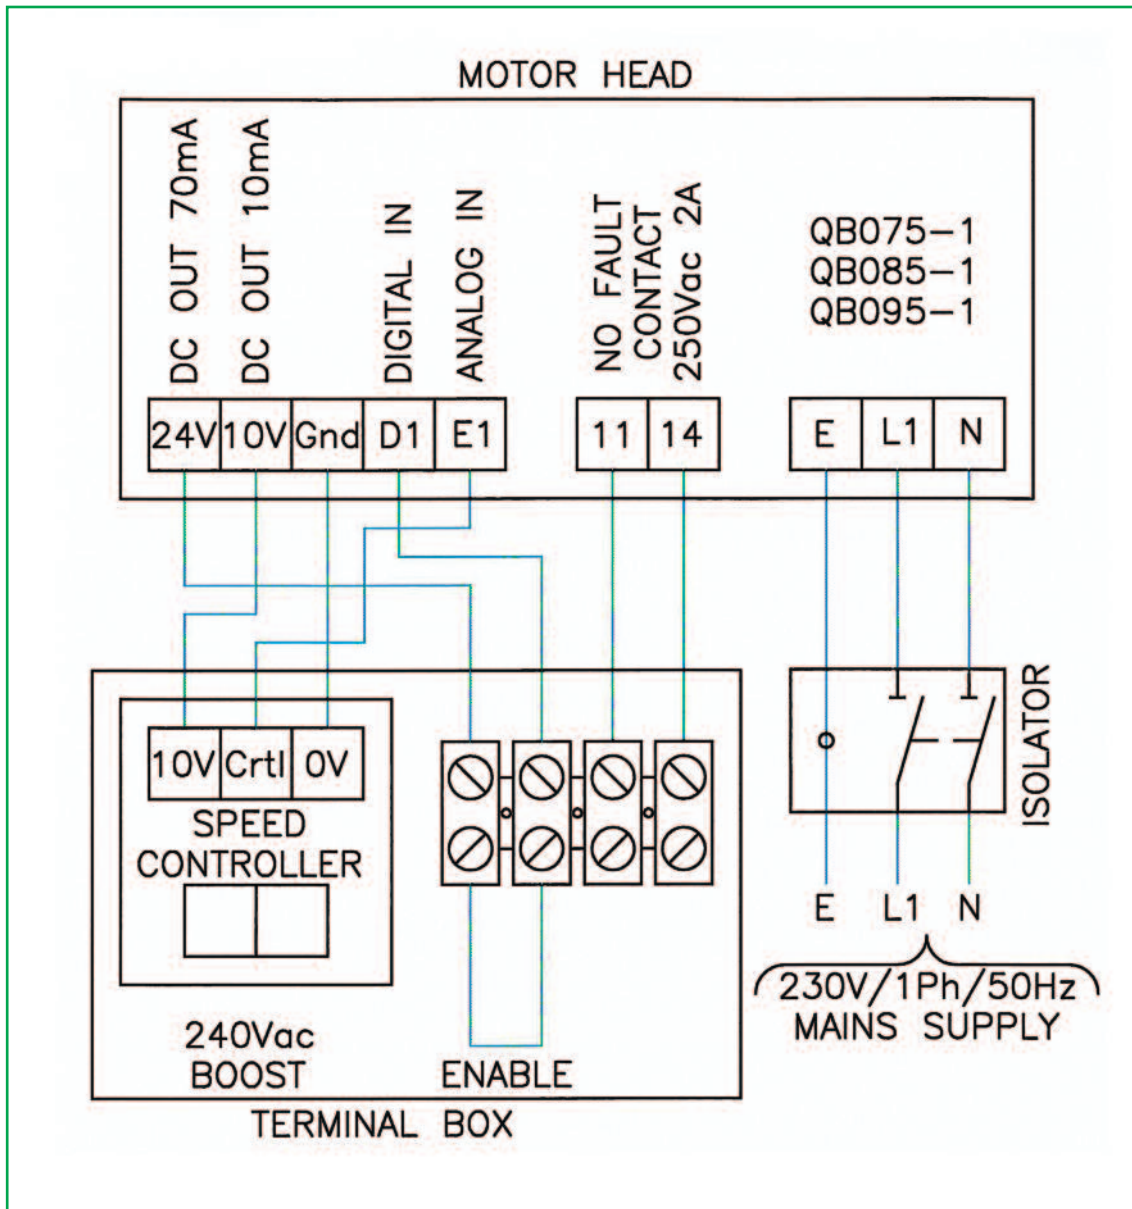 MOTOR HEAD
DC OUT 70mA
DC OUT 10mA
DIGITAL IN
ANALOG IN
NO FAULT
CONTACT
250Vac 2A
QB075-1
QB085-1
QB095-1
24V 10V Gnd D1 E1
11 14
E L1 N
10V Crtl 0V
SPEED
CONTROLLER
240Vac
BOOST
ENABLE
TERMINAL BOX
ISOLATOR
E L1 N
230V/1Ph/50Hz
MAINS SUPPLY